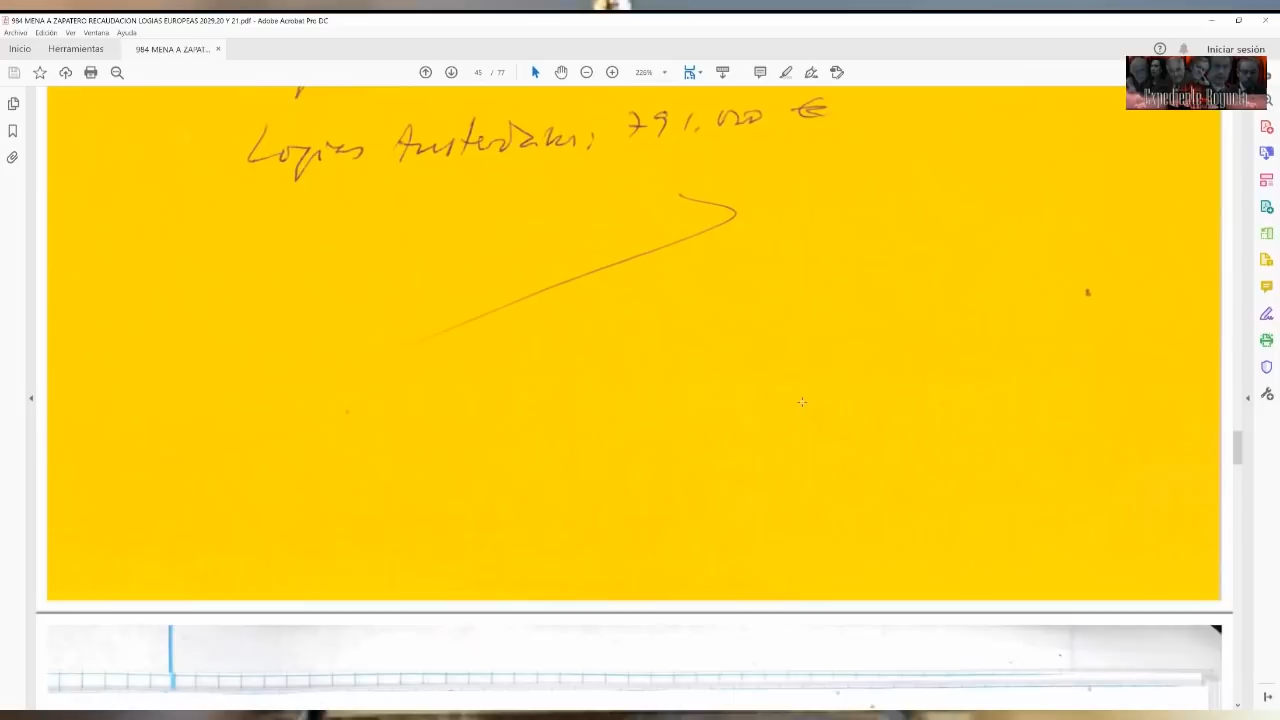 984 MENA A ZAPATERO RECAUDACION LOGIAS EUROPEAS 2029,20 Y 21.pdf - Adobe Acrobat Pro DC
Archivo Edición Ver Ventana Ayuda
Inicio Herramientas 984 MENA A ZAPAT... × Iniciar sesión
45 / 77 226%
Expediente Royuela
Logias Amsterdam: 791.020 €